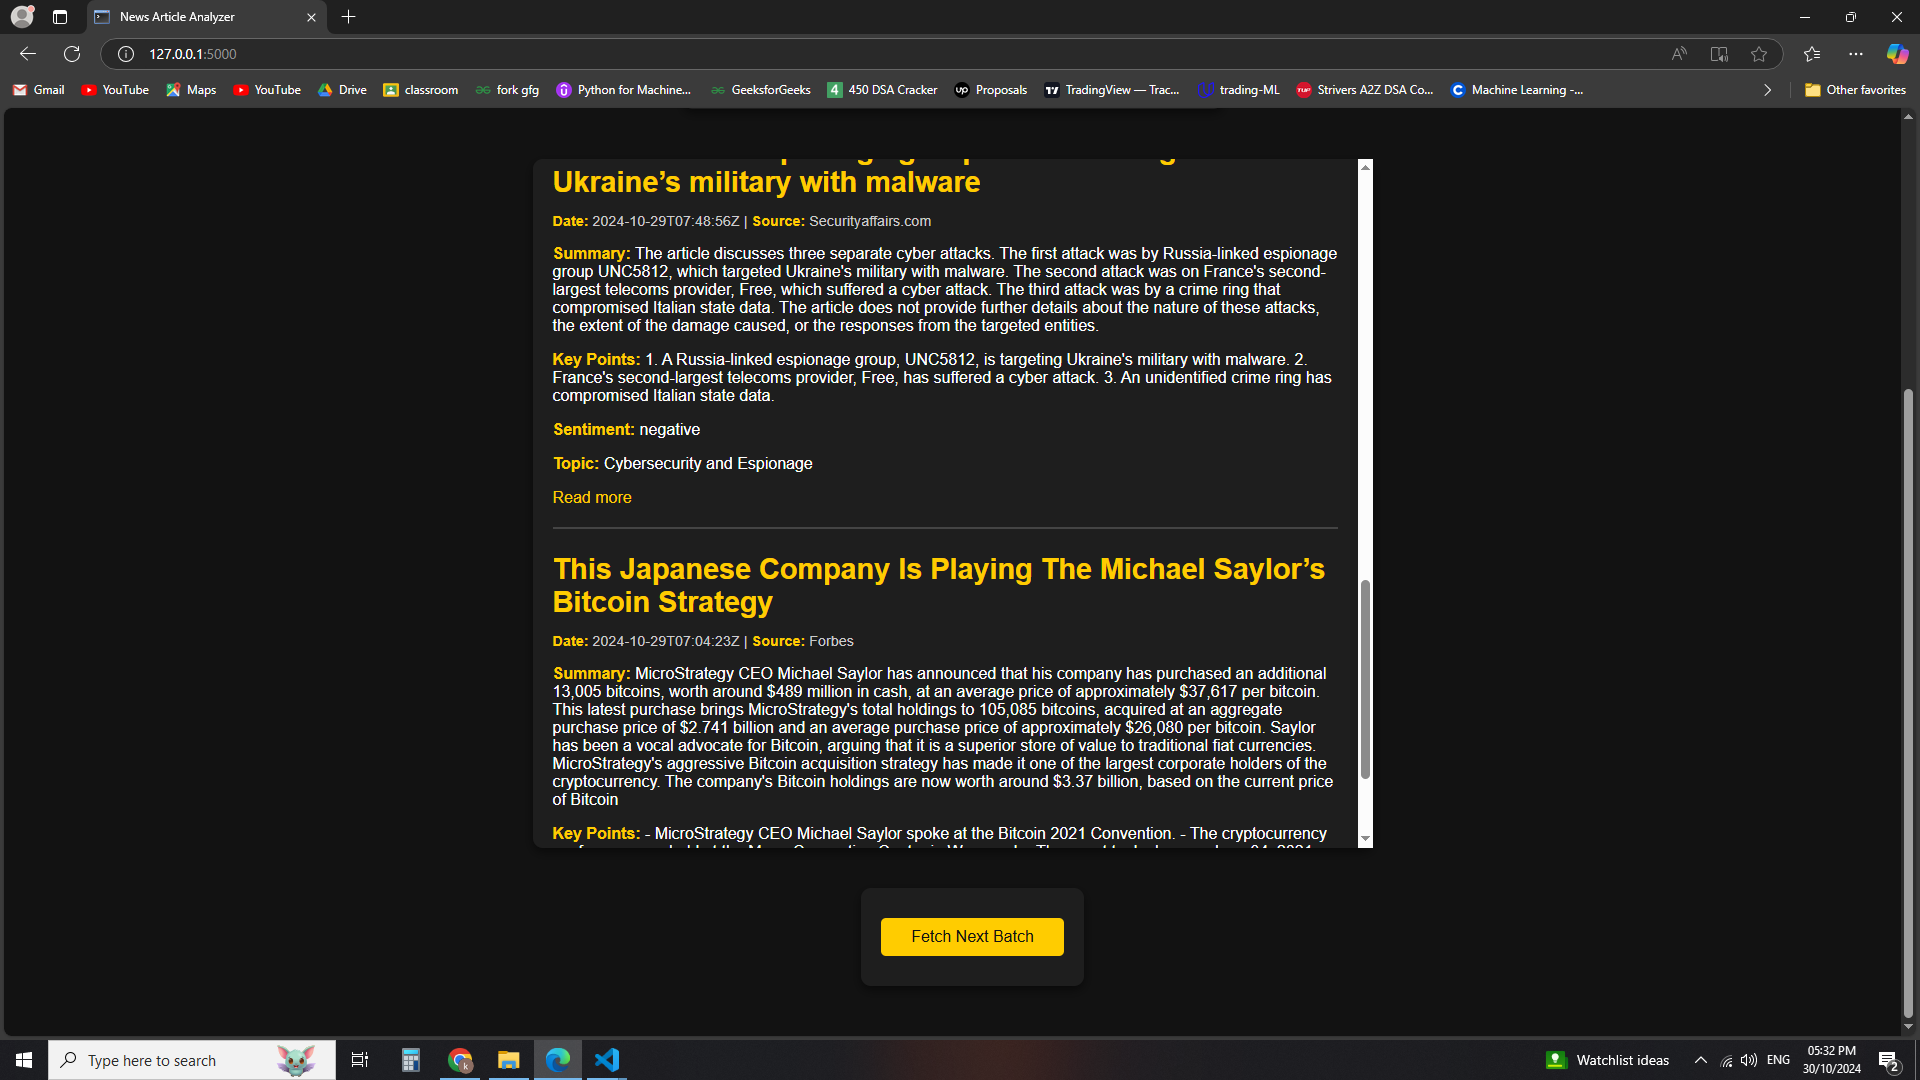 News Article Analyzer
127.0.0.1:5000
Gmail YouTube Maps YouTube Drive classroom fork gfg Python for Machine... GeeksforGeeks 450 DSA Cracker Proposals TradingView — Trac... trading-ML Strivers A2Z DSA Co... Machine Learning -... Other favorites
Ukraine’s military with malware
Date: 2024-10-29T07:48:56Z | Source: Securityaffairs.com
Summary: The article discusses three separate cyber attacks. The first attack was by Russia-linked espionage
group UNC5812, which targeted Ukraine's military with malware. The second attack was on France's second-
largest telecoms provider, Free, which suffered a cyber attack. The third attack was by a crime ring that
compromised Italian state data. The article does not provide further details about the nature of these attacks,
the extent of the damage caused, or the responses from the targeted entities.
Key Points: 1. A Russia-linked espionage group, UNC5812, is targeting Ukraine's military with malware. 2.
France's second-largest telecoms provider, Free, has suffered a cyber attack. 3. An unidentified crime ring has
compromised Italian state data.
Sentiment: negative
Topic: Cybersecurity and Espionage
Read more
This Japanese Company Is Playing The Michael Saylor’s
Bitcoin Strategy
Date: 2024-10-29T07:04:23Z | Source: Forbes
Summary: MicroStrategy CEO Michael Saylor has announced that his company has purchased an additional
13,005 bitcoins, worth around $489 million in cash, at an average price of approximately $37,617 per bitcoin.
This latest purchase brings MicroStrategy's total holdings to 105,085 bitcoins, acquired at an aggregate
purchase price of $2.741 billion and an average purchase price of approximately $26,080 per bitcoin. Saylor
has been a vocal advocate for Bitcoin, arguing that it is a superior store of value to traditional fiat currencies.
MicroStrategy's aggressive Bitcoin acquisition strategy has made it one of the largest corporate holders of the
cryptocurrency. The company's Bitcoin holdings are now worth around $3.37 billion, based on the current price
of Bitcoin
Key Points: - MicroStrategy CEO Michael Saylor spoke at the Bitcoin 2021 Convention. - The cryptocurrency
Fetch Next Batch
Type here to search
Watchlist ideas
ENG
05:32 PM
30/10/2024
2